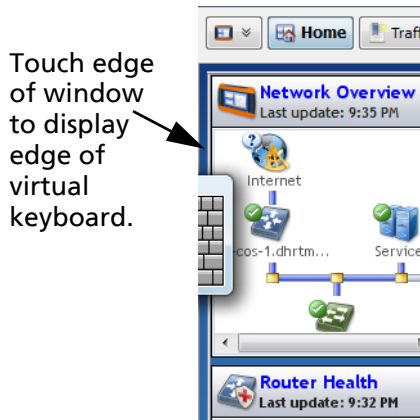 Touch edge
of window
to display
edge of
virtual
keyboard.
Home
Traff
Network Overview
Last update: 9:35 PM
Internet
-cos-1.dhrtm...
Service
Router Health
Last update: 9:32 PM